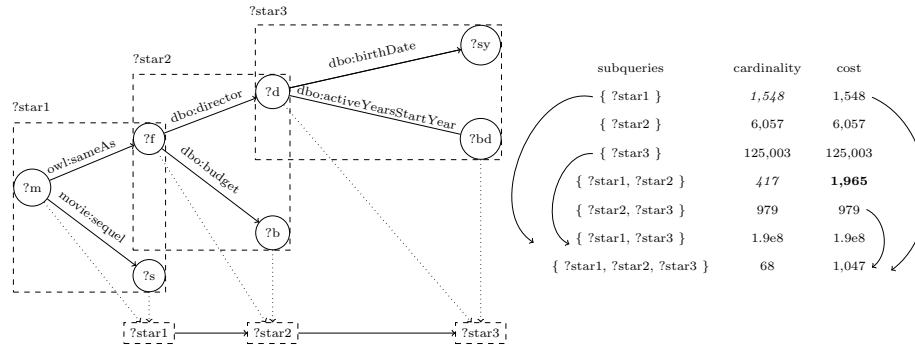 ?star3
?sy
dbo:birthDate
?star2
?d
dbo:activeYearsStartYear
?star1
dbo:director
?bd
?f
owl:sameAs
dbo:budget
?m
movie:sequel
?b
?s
?star1
?star2
?star3
subqueries cardinality cost
{ ?star1 } 1,548 1,548
{ ?star2 } 6,057 6,057
{ ?star3 } 125,003 125,003
{ ?star1, ?star2 } 417 1,965
{ ?star2, ?star3 } 979 979
{ ?star1, ?star3 } 1.9e8 1.9e8
{ ?star1, ?star2, ?star3 } 68 1,047